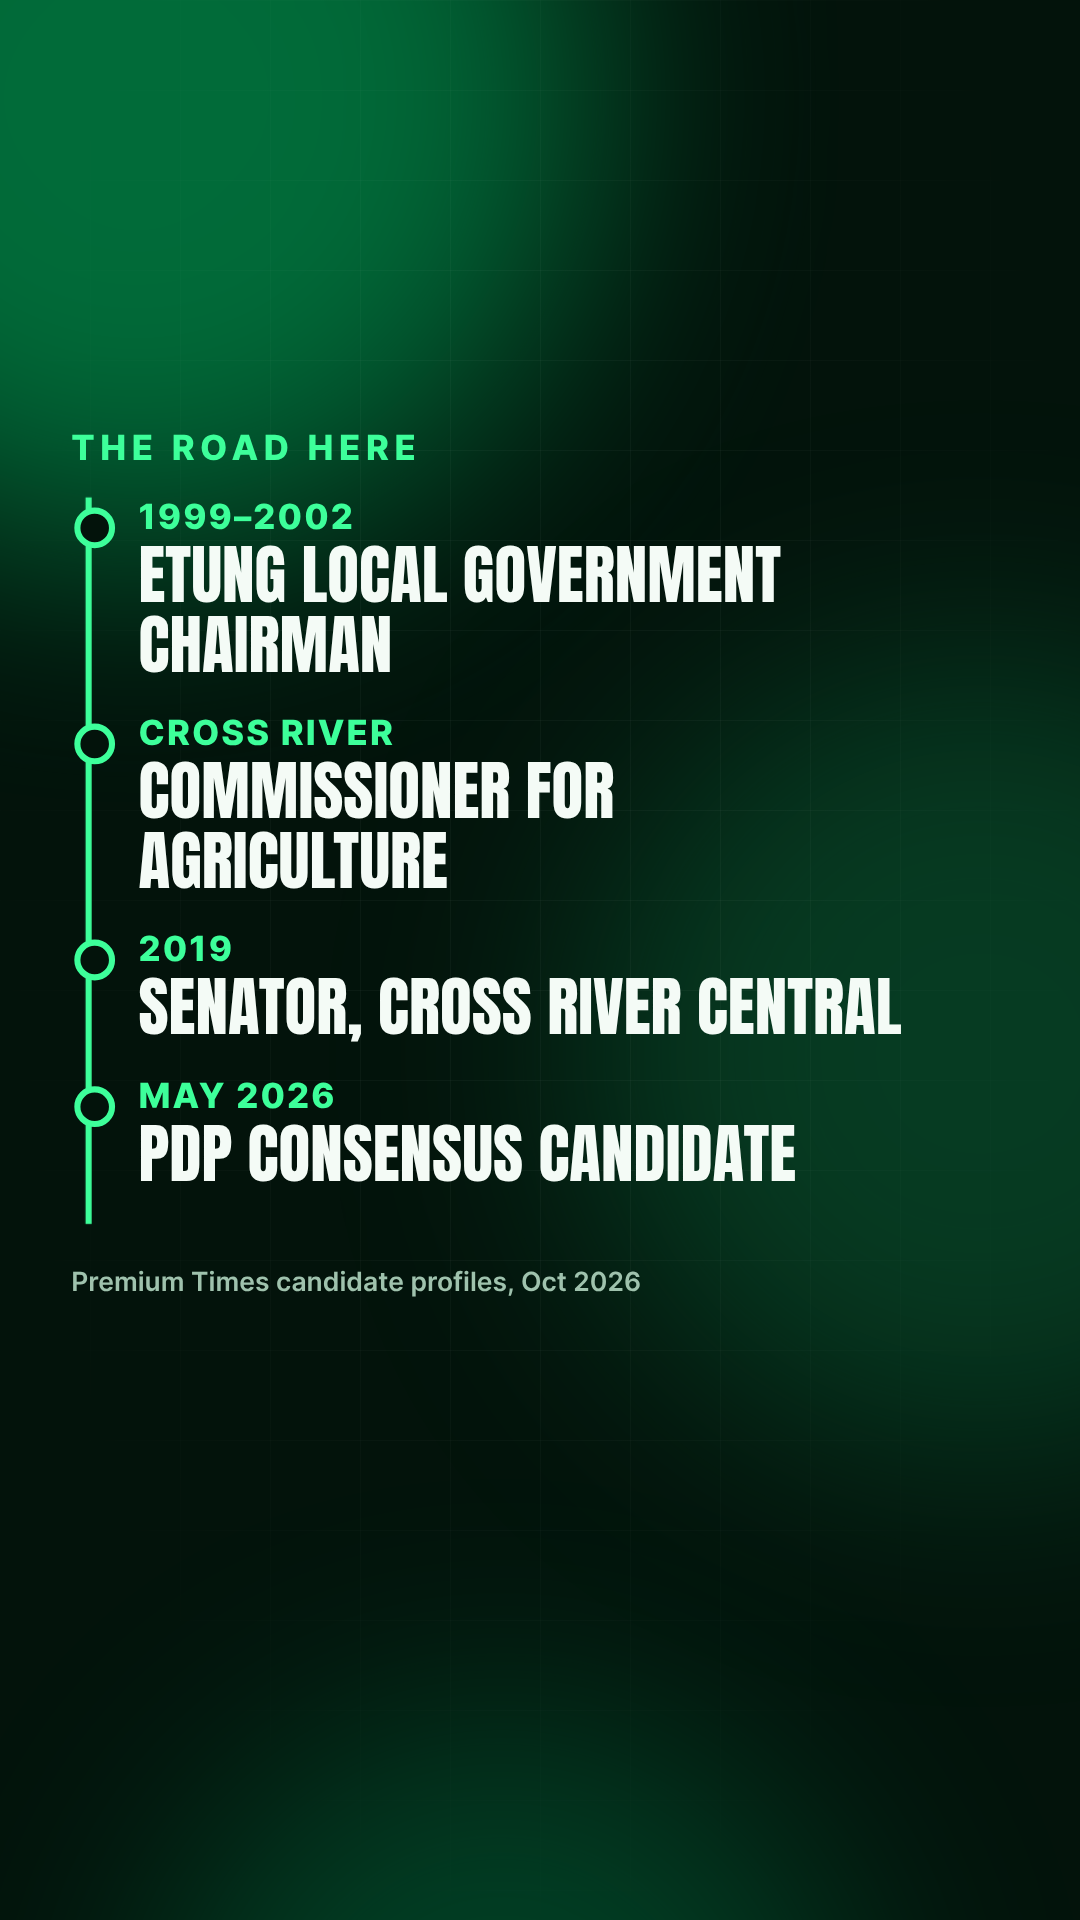 THE ROAD HERE
1999–2002
ETUNG LOCAL GOVERNMENT
CHAIRMAN
CROSS RIVER
COMMISSIONER FOR
AGRICULTURE
2019
SENATOR, CROSS RIVER CENTRAL
MAY 2026
PDP CONSENSUS CANDIDATE
Premium Times candidate profiles, Oct 2026